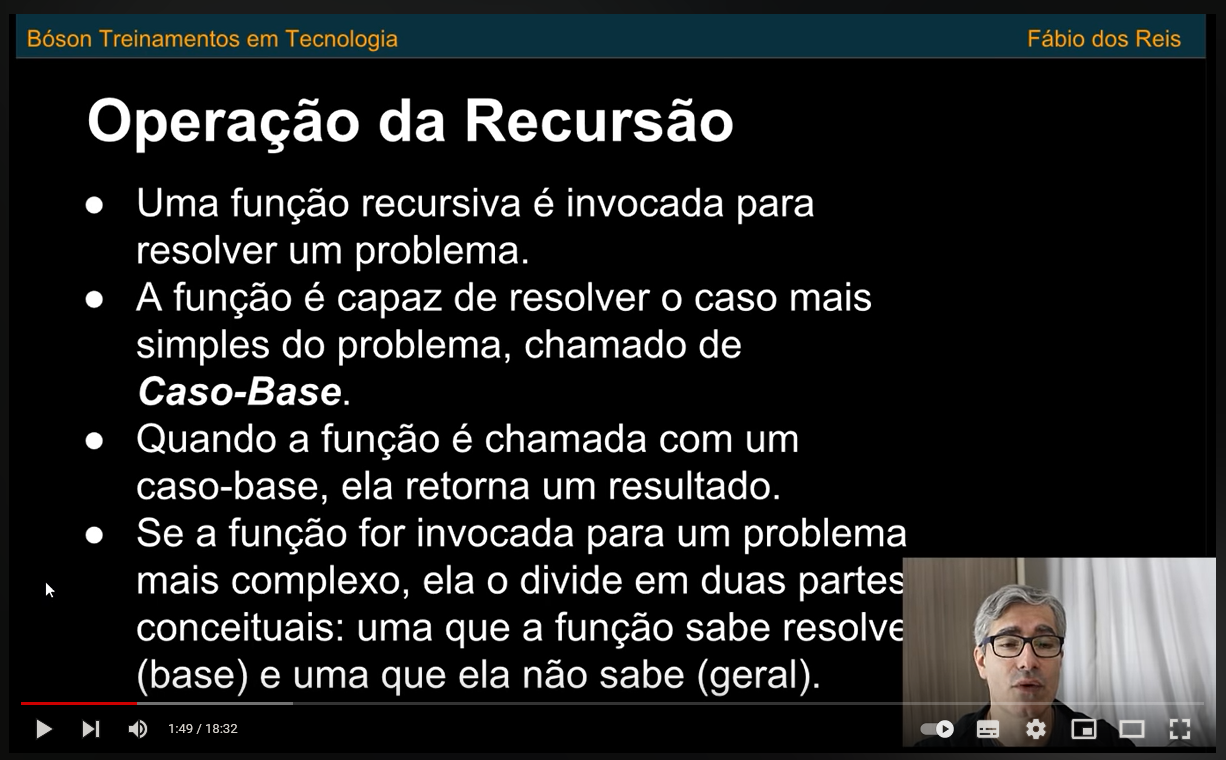 Bóson Treinamentos em Tecnologia
Fábio dos Reis
Operação da Recursão
● Uma função recursiva é invocada para
resolver um problema.
● A função é capaz de resolver o caso mais
simples do problema, chamado de
Caso-Base.
● Quando a função é chamada com um
caso-base, ela retorna um resultado.
● Se a função for invocada para um problema
mais complexo, ela o divide em duas partes
conceituais: uma que a função sabe resolve
(base) e uma que ela não sabe (geral).
1:49 / 18:32